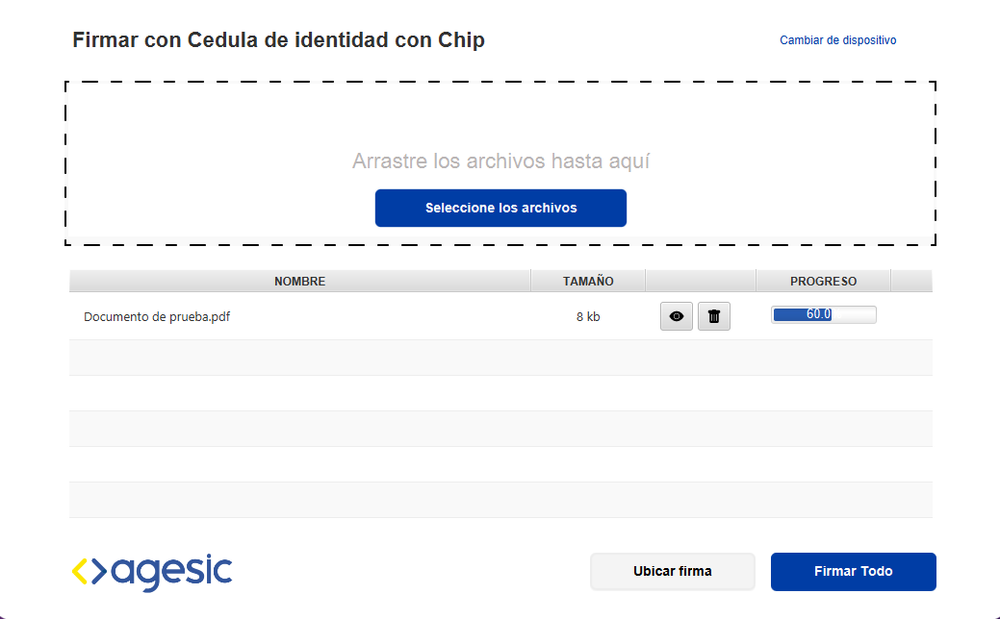 Firmar con Cedula de identidad con Chip
Cambiar de dispositivo
Arrastre los archivos hasta aquí
Seleccione los archivos
NOMBRE TAMAÑO PROGRESO
Documento de prueba.pdf 8 kb 60.0
agesic
Ubicar firma
Firmar Todo